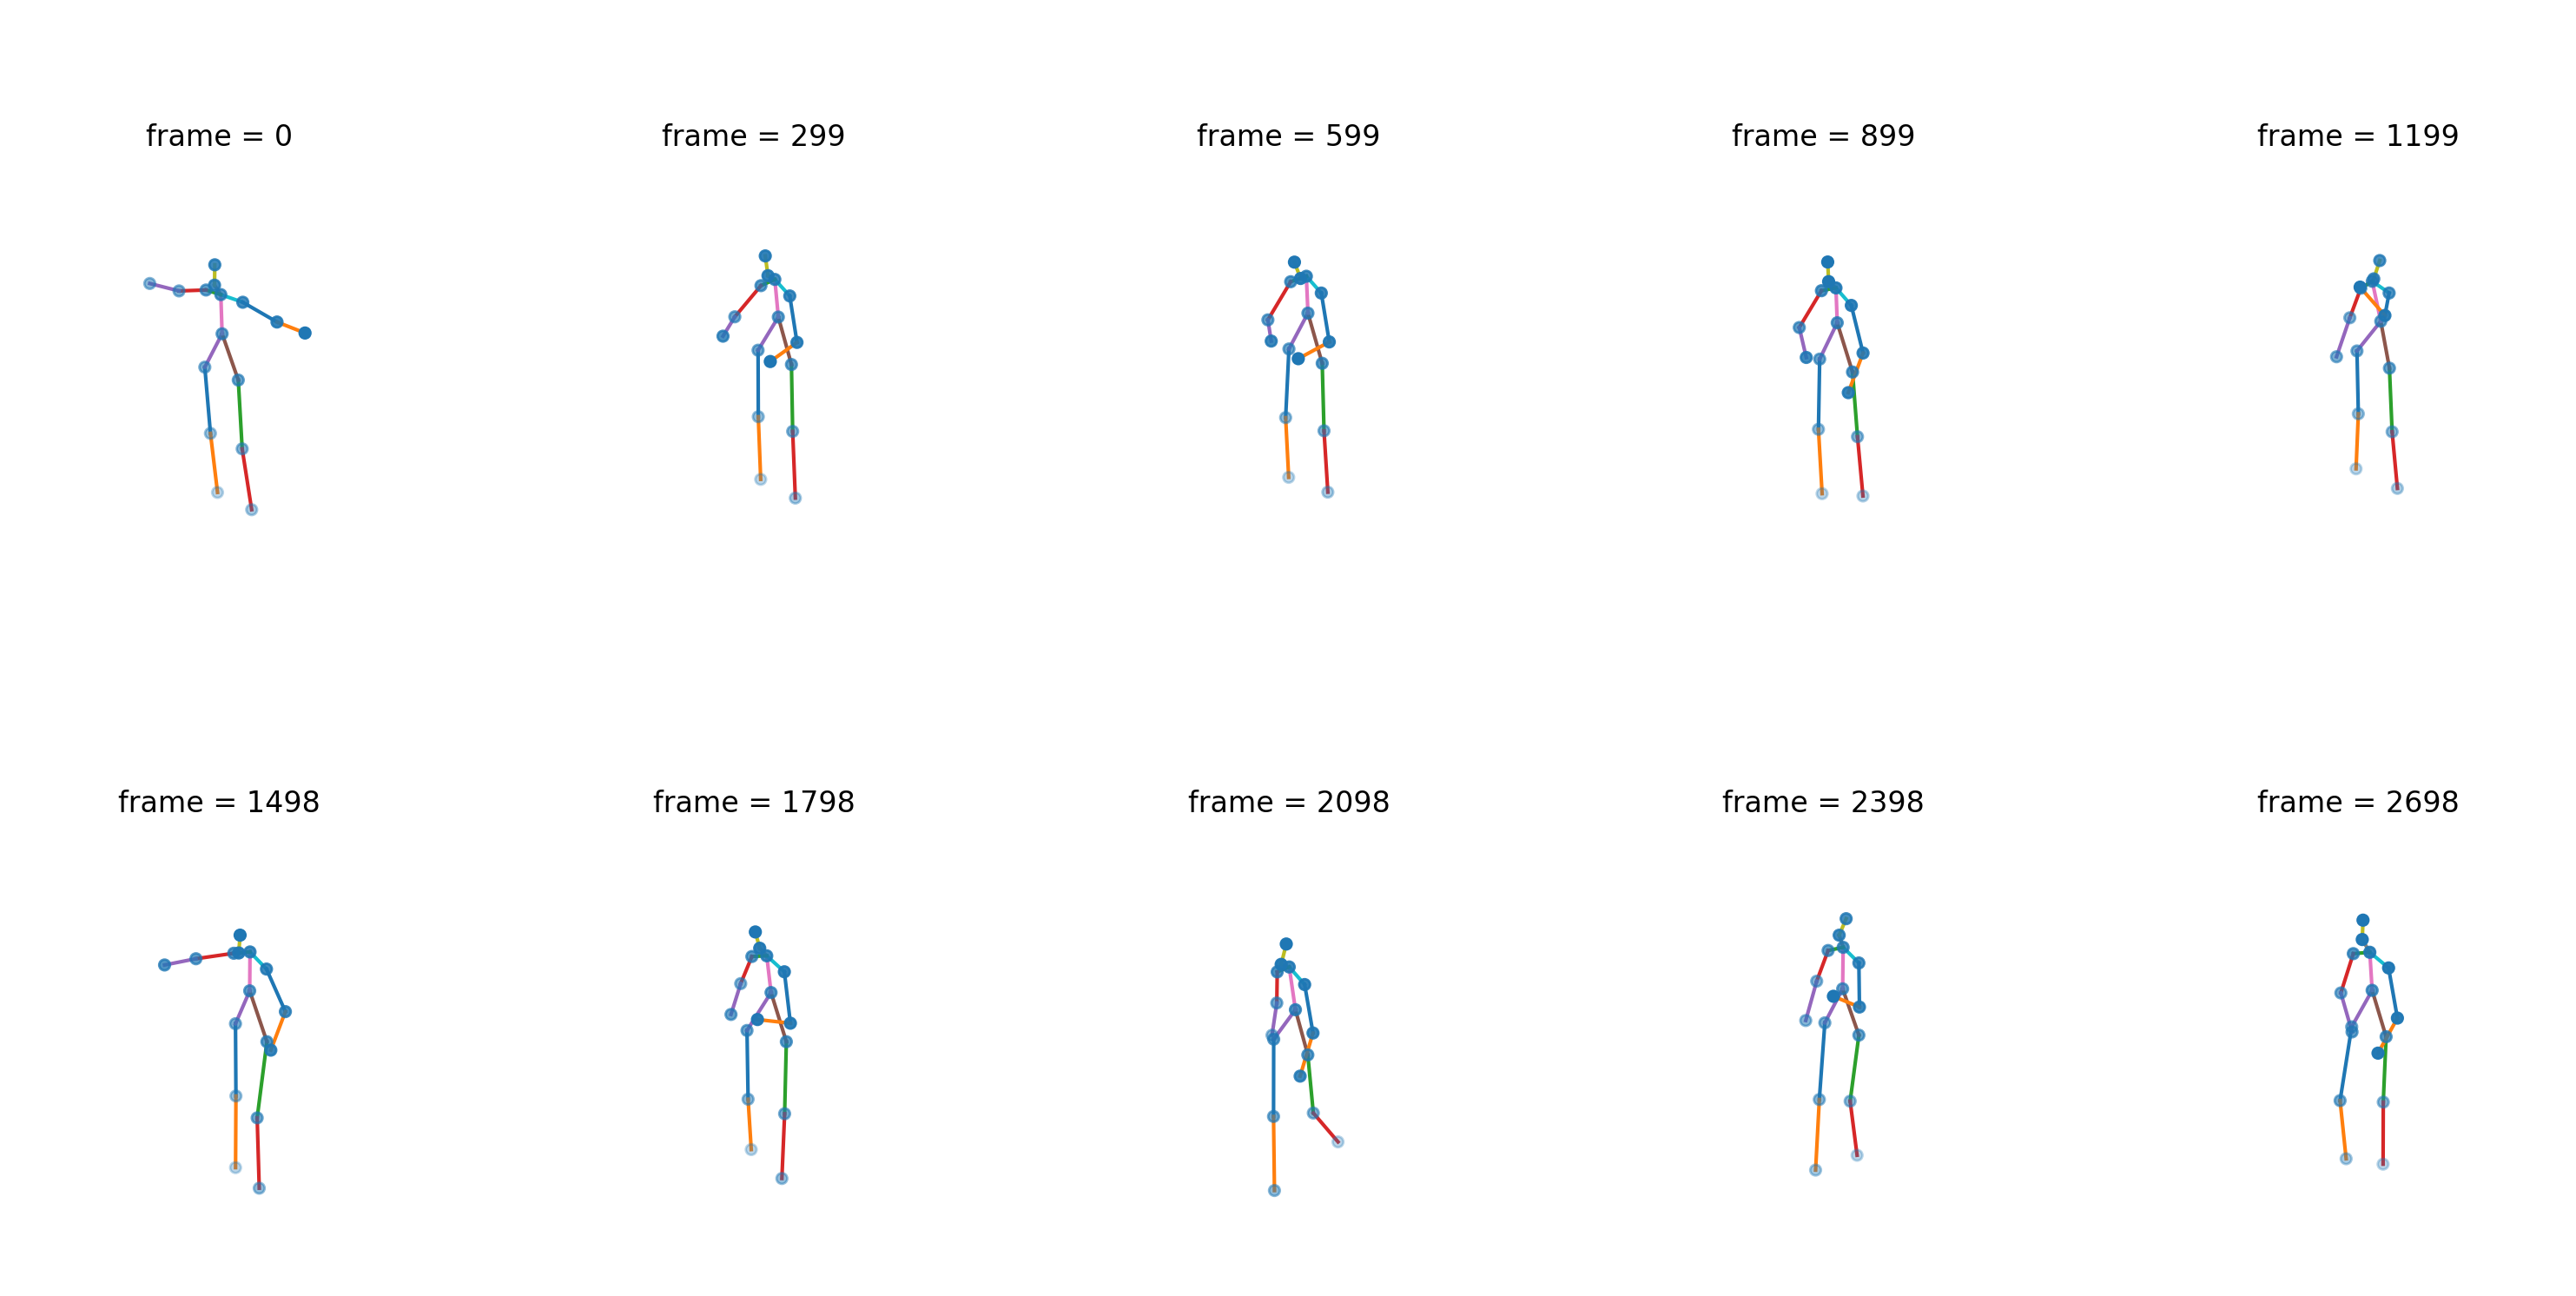 frame = 0
frame = 299
frame = 599
frame = 899
frame = 1199
frame = 1498
frame = 1798
frame = 2098
frame = 2398
frame = 2698